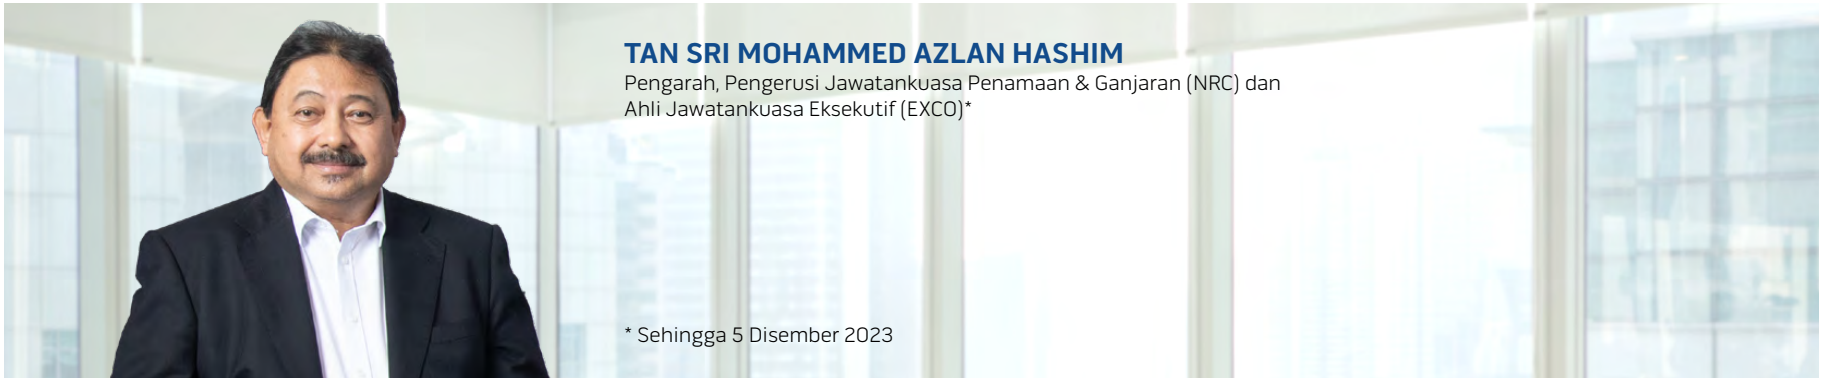 TAN SRI MOHAMMED AZLAN HASHIM
Pengarah, Pengerusi Jawatankuasa Penamaan & Ganjaran (NRC) dan
Ahli Jawatankuasa Eksekutif (EXCO)*
* Sehingga 5 Disember 2023